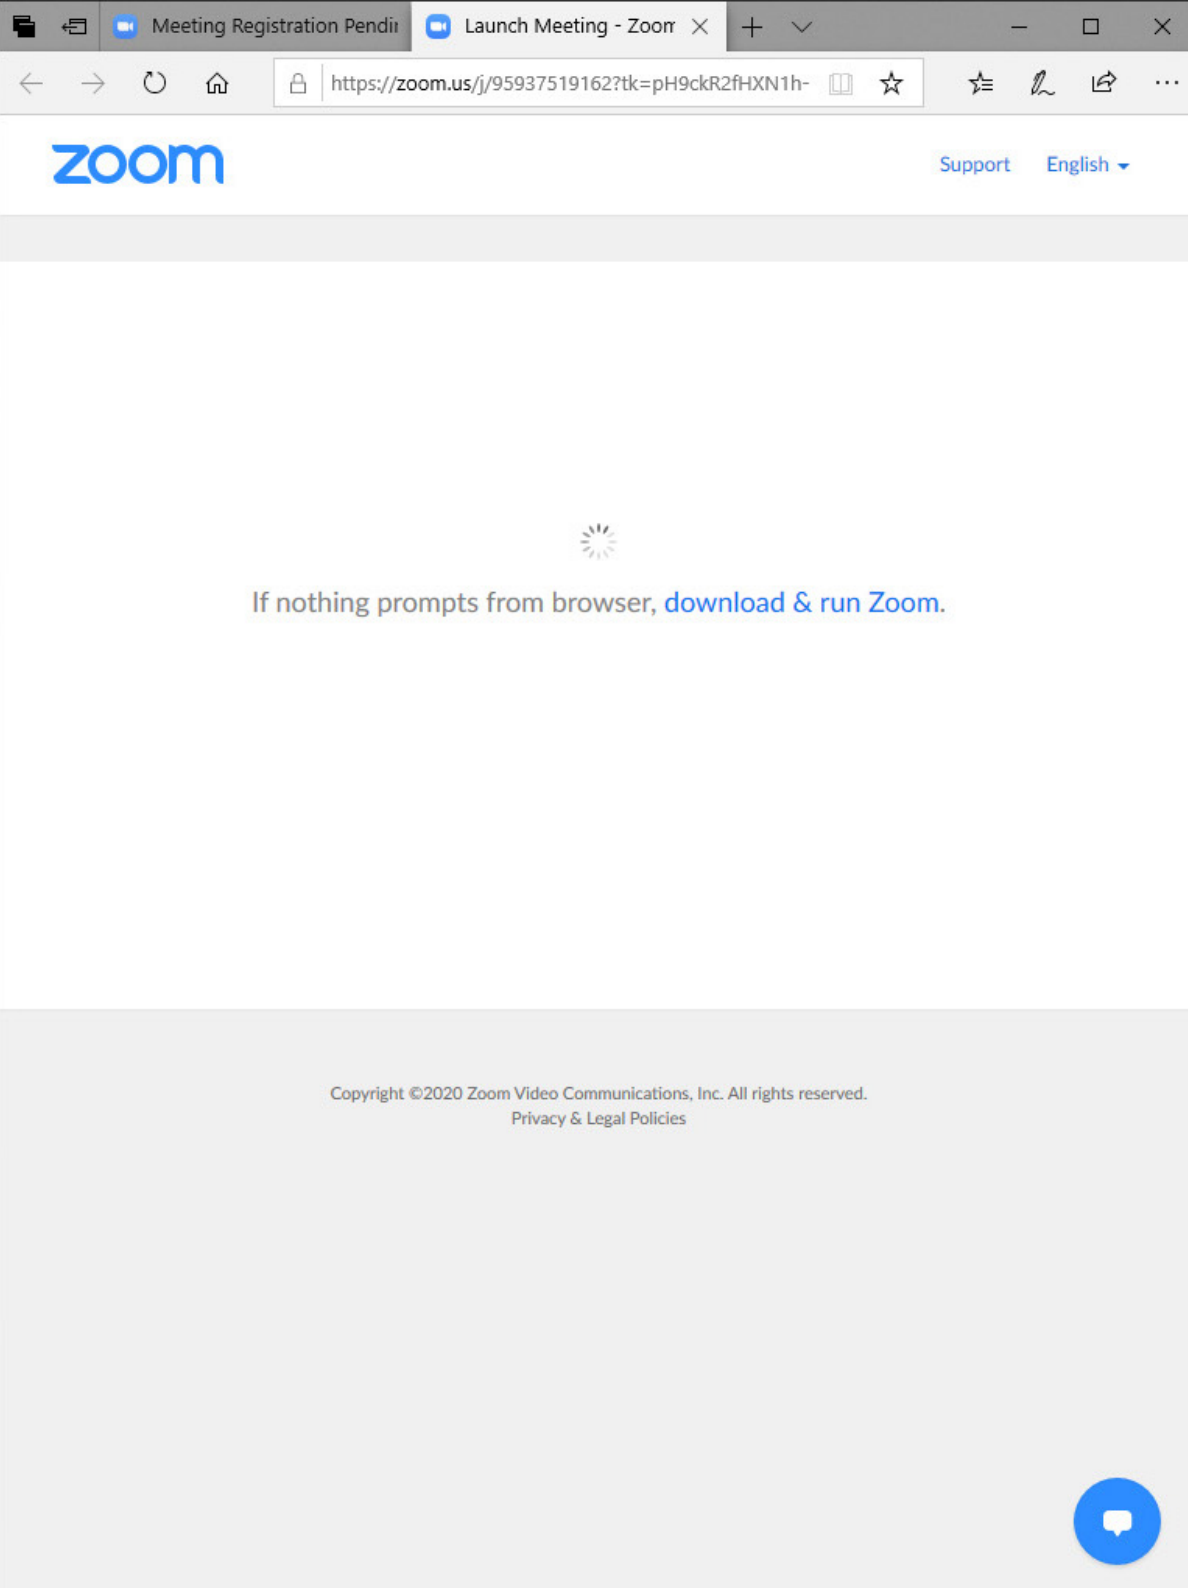 Meeting Registration Pendin
Launch Meeting - Zoom
https://zoom.us/j/95937519162?tk=pH9ckR2fHXN1h-
zoom
Support
English
If nothing prompts from browser, download & run Zoom.
Copyright ©2020 Zoom Video Communications, Inc. All rights reserved.
Privacy & Legal Policies